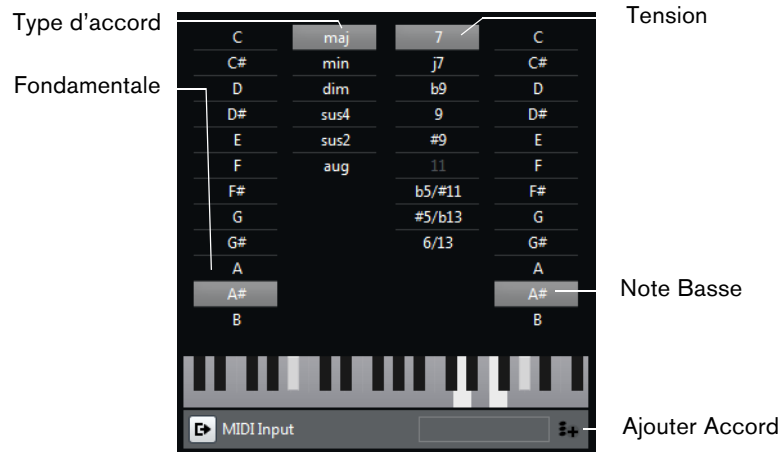 Type d'accord
Tension
C maj 7 C
C# min j7 C#
Fondamentale
D dim b9 D
D# sus4 9 D#
E sus2 #9 E
F aug 11 F
F# b5/#11 F#
G #5/b13 G
G# 6/13 G#
A A
A# A#
Note Basse
B B
MIDI Input
Ajouter Accord